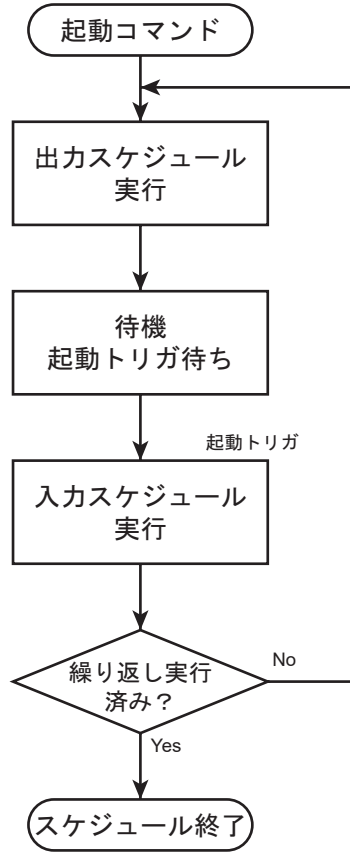 起動コマンド
出力スケジュール
実行
待機
起動トリガ待ち
起動トリガ
入力スケジュール
実行
繰り返し実行
済み？
No
Yes
スケジュール終了